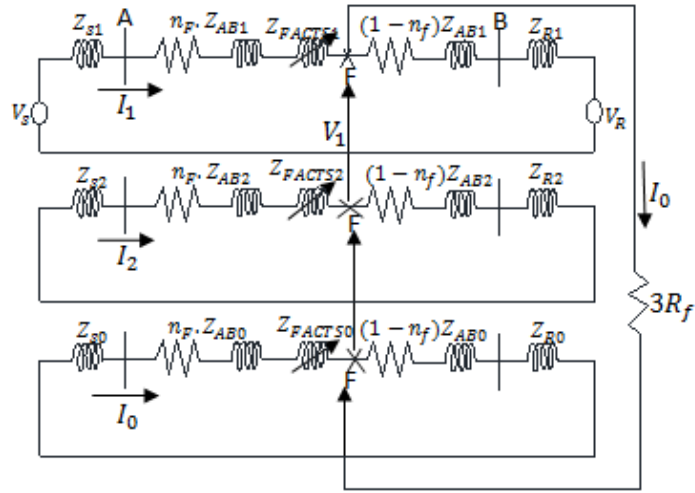 Z_{s1} A n_F.Z_{AB1} Z_{FACTS1} (1 − n_f)Z_{AB1} B Z_{R1}
F
V_s I_1 V_R
V_1
Z_{s2} n_F.Z_{AB2} Z_{FACTS2} (1 − n_f)Z_{AB2} Z_{R2}
I_0
F
I_2
3R_f
Z_{s0} n_F.Z_{AB0} Z_{FACTS0} (1 − n_f)Z_{AB0} Z_{R0}
F
I_0